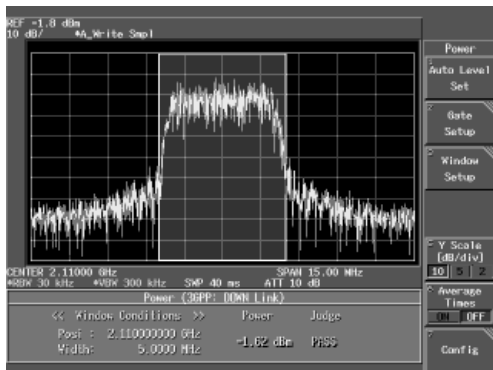 REF -1.8 dBm
10 dB/ *A_Write Smpl
Power
1
Auto Level
Set
2
Gate
Setup
3
Window
Setup
CENTER 2.11000 GHz SPAN 15.00 MHz
*RBW 30 kHz *VBW 300 kHz SWP 40 ms ATT 10 dB
Y Scale
[dB/div]
10 5 2
Average
Times
ON OFF
Config
Power (3GPP: DOWN Link)
<< Window Conditions >> Power Judge
Posi : 2.110000000 GHz
Width: 5.0000 MHz
-1.62 dBm PASS